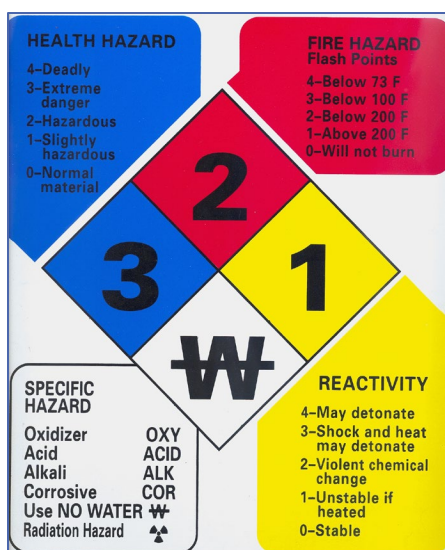 HEALTH HAZARD
4–Deadly
3–Extreme
danger
2–Hazardous
1–Slightly
hazardous
0–Normal
material
FIRE HAZARD
Flash Points
4–Below 73 F
3–Below 100 F
2–Below 200 F
1–Above 200 F
0–Will not burn
2
3
1
W
SPECIFIC
HAZARD
Oxidizer OXY
Acid ACID
Alkali ALK
Corrosive COR
Use NO WATER W
Radiation Hazard ☢
REACTIVITY
4–May detonate
3–Shock and heat
may detonate
2–Violent chemical
change
1–Unstable if
heated
0–Stable